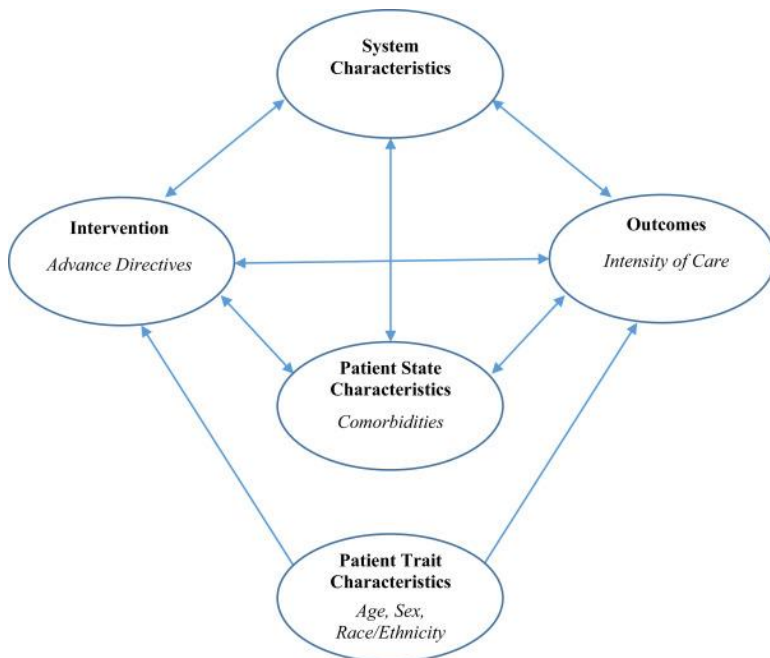 System
Characteristics
Intervention
Advance Directives
Outcomes
Intensity of Care
Patient State
Characteristics
Comorbidities
Patient Trait
Characteristics
Age, Sex,
Race/Ethnicity